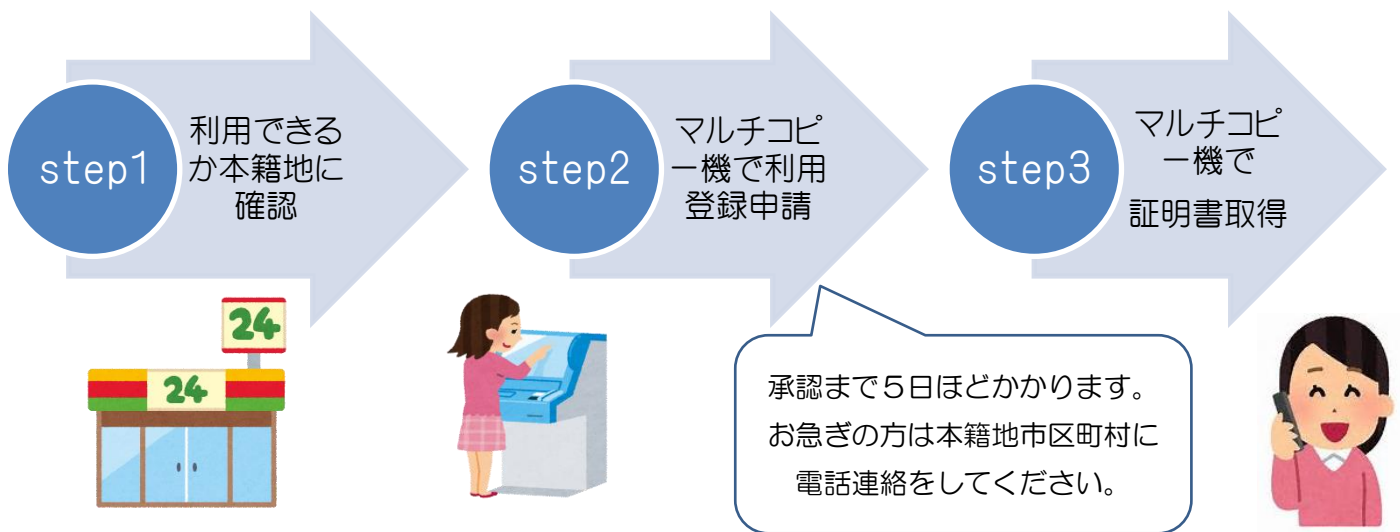 step1
利用できる
か本籍地に
確認
step2
マルチコピ
ー機で利用
登録申請
step3
マルチコピ
ー機で
証明書取得
24
24
承認まで５日ほどかかります。
お急ぎの方は本籍地市区町村に
電話連絡をしてください。